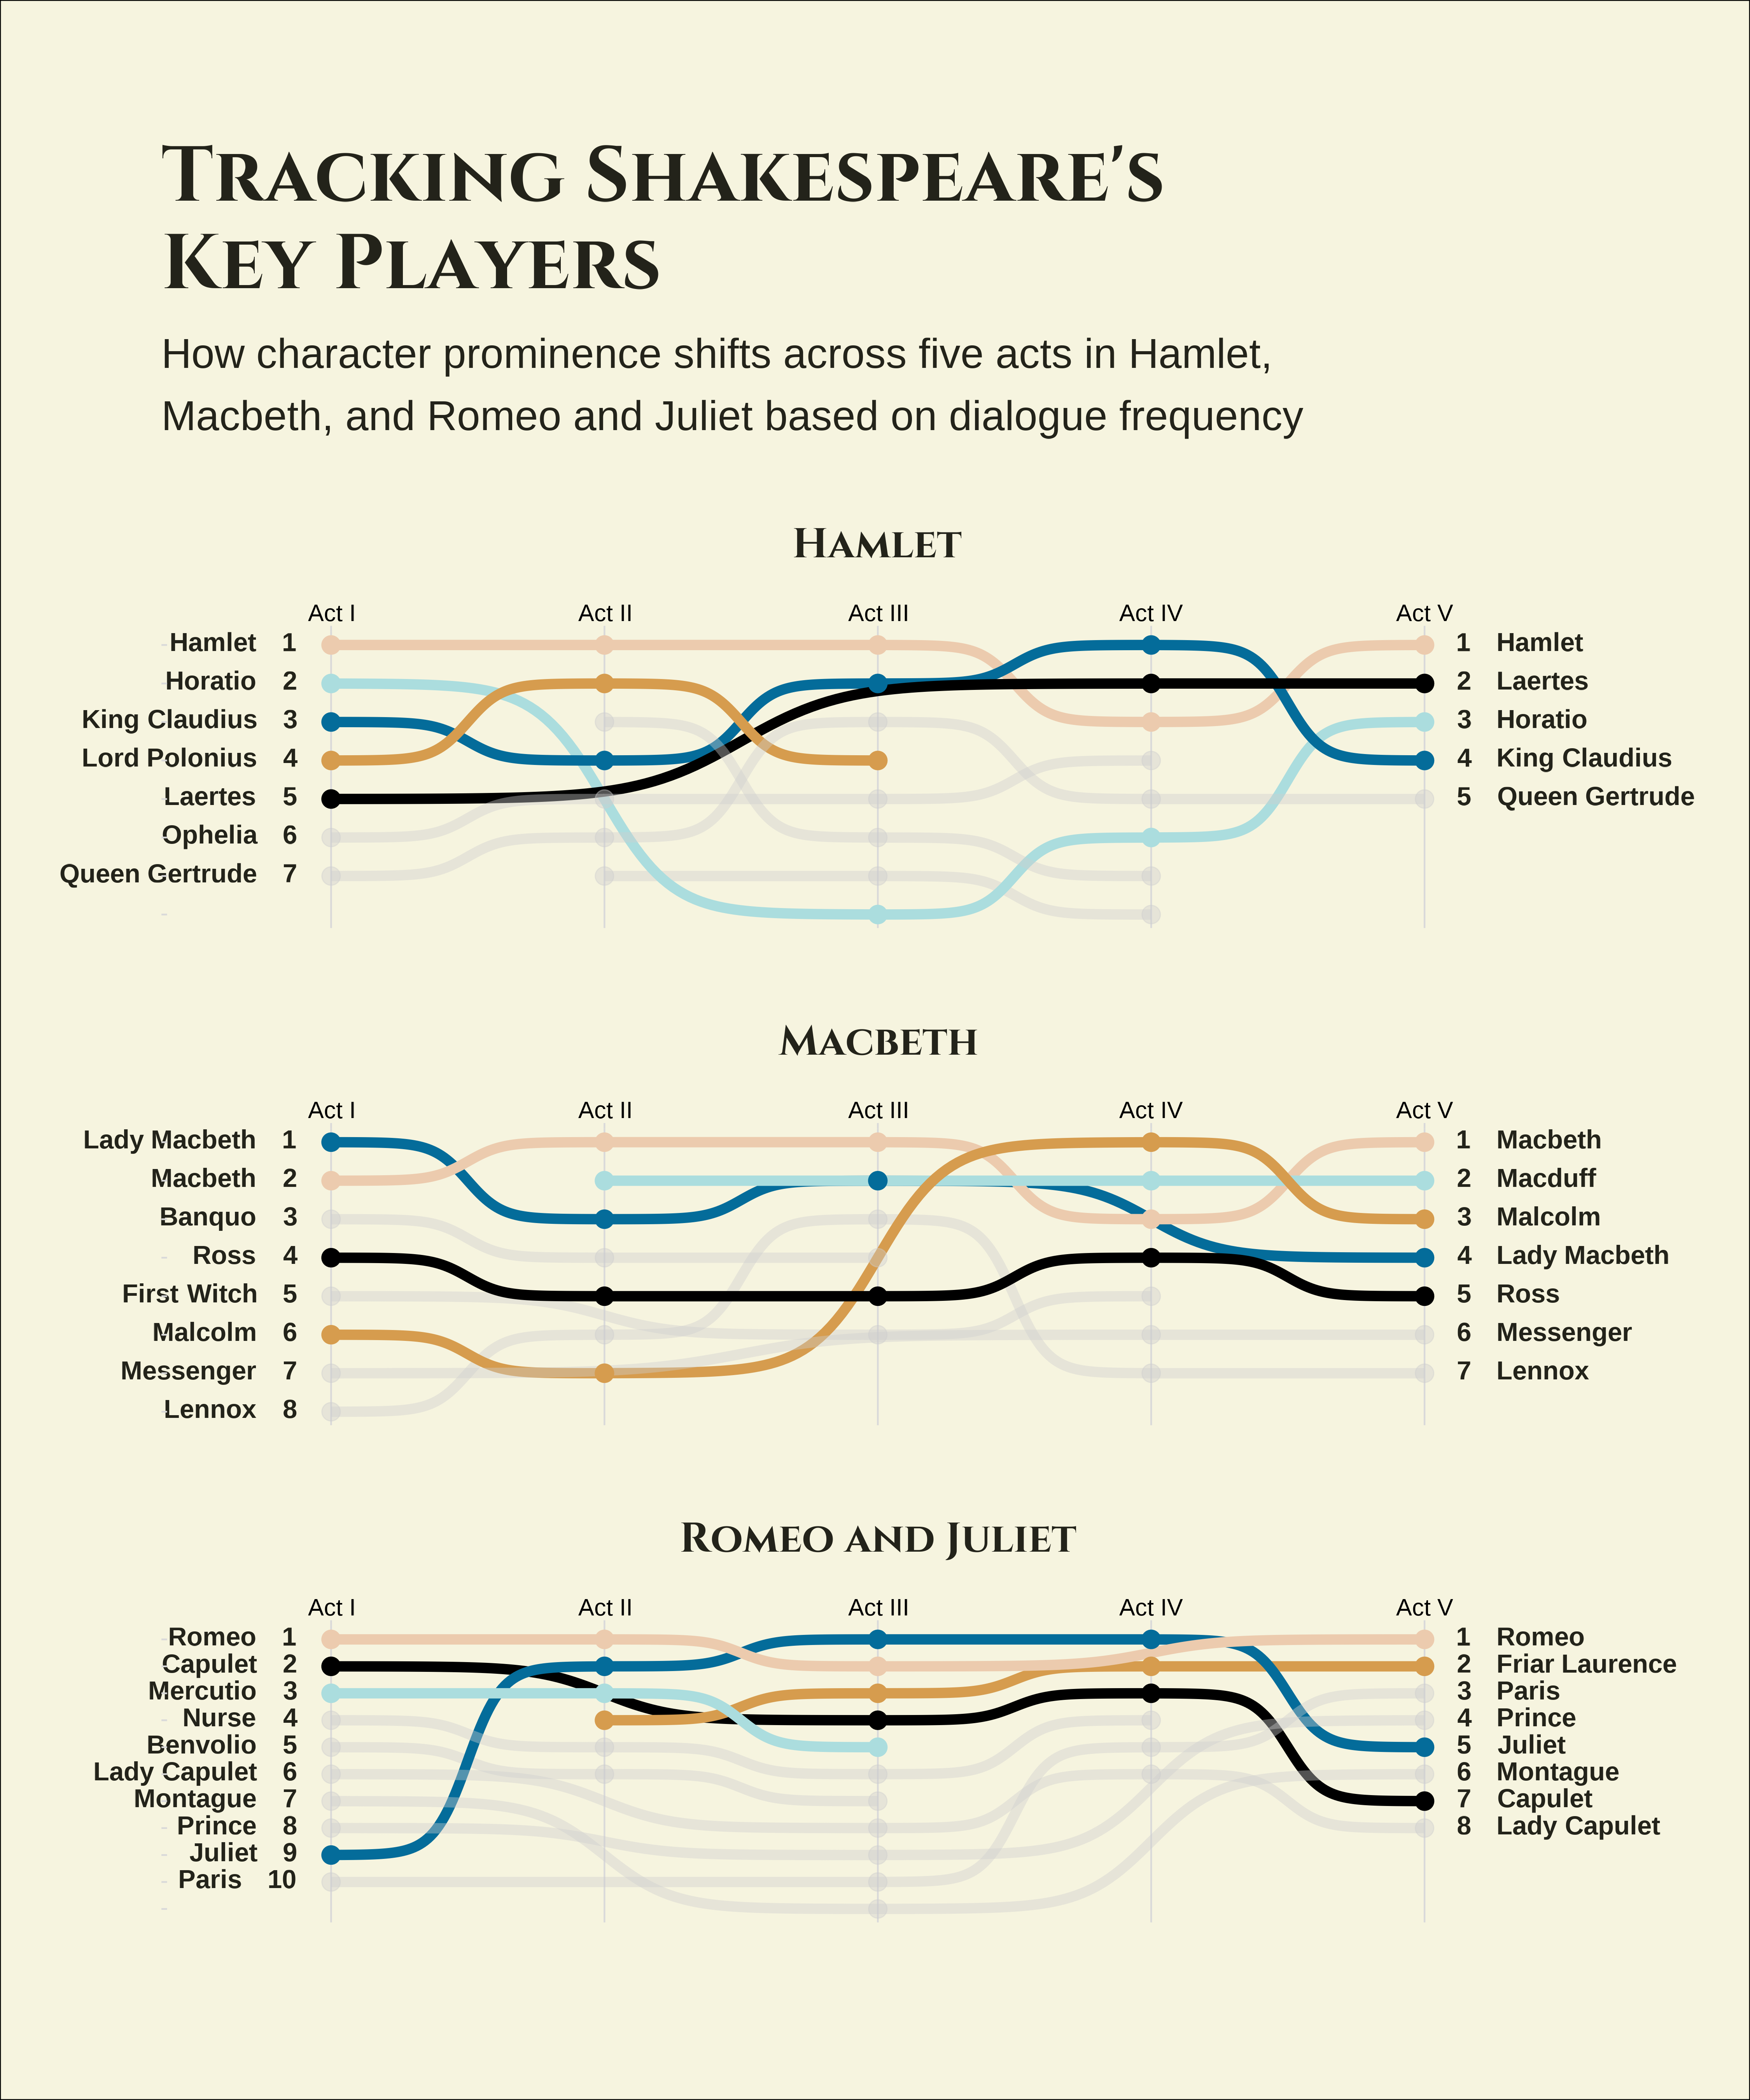 Tracking Shakespeare's
Key Players
How character prominence shifts across five acts in Hamlet,
Macbeth, and Romeo and Juliet based on dialogue frequency
Hamlet
Act I Act II Act III Act IV Act V
Hamlet 1 1 Hamlet
Horatio 2 2 Laertes
King Claudius 3 3 Horatio
Lord Polonius 4 4 King Claudius
Laertes 5 5 Queen Gertrude
Ophelia 6
Queen Gertrude 7
Macbeth
Act I Act II Act III Act IV Act V
Lady Macbeth 1 1 Macbeth
Macbeth 2 2 Macduff
Banquo 3 3 Malcolm
Ross 4 4 Lady Macbeth
First Witch 5 5 Ross
Malcolm 6 6 Messenger
Messenger 7 7 Lennox
Lennox 8
Romeo and Juliet
Act I Act II Act III Act IV Act V
Romeo 1 1 Romeo
Capulet 2 2 Friar Laurence
Mercutio 3 3 Paris
Nurse 4 4 Prince
Benvolio 5 5 Juliet
Lady Capulet 6 6 Montague
Montague 7 7 Capulet
Prince 8 8 Lady Capulet
Juliet 9
Paris 10